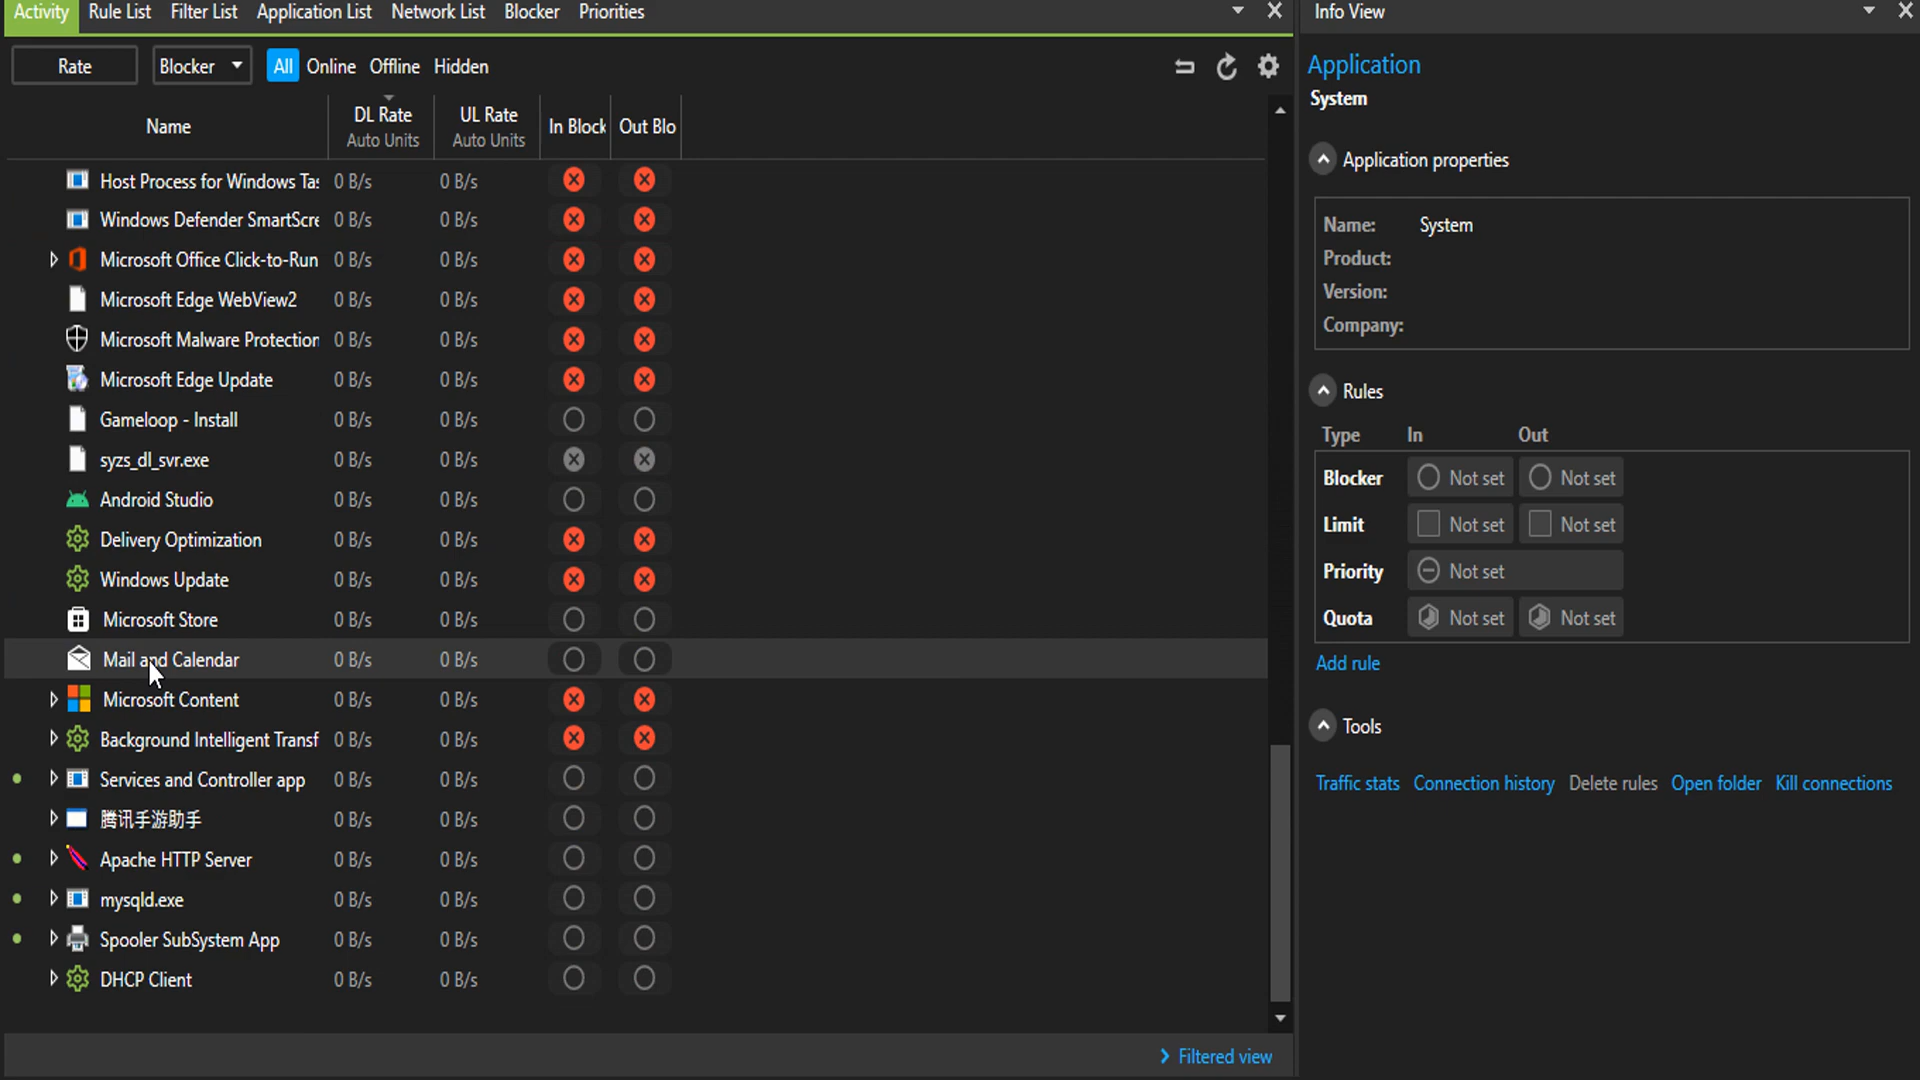 Activity Rule List Filter List Application List Network List Blocker Priorities
Rate Blocker All Online Offline Hidden
Name DL Rate Auto Units UL Rate Auto Units In Block Out Blo
Host Process for Windows Tas 0 B/s 0 B/s
Windows Defender SmartScre 0 B/s 0 B/s
Microsoft Office Click-to-Run 0 B/s 0 B/s
Microsoft Edge WebView2 0 B/s 0 B/s
Microsoft Malware Protection 0 B/s 0 B/s
Microsoft Edge Update 0 B/s 0 B/s
Gameloop - Install 0 B/s 0 B/s
syzs_dl_svr.exe 0 B/s 0 B/s
Android Studio 0 B/s 0 B/s
Delivery Optimization 0 B/s 0 B/s
Windows Update 0 B/s 0 B/s
Microsoft Store 0 B/s 0 B/s
Mail and Calendar 0 B/s 0 B/s
Microsoft Content 0 B/s 0 B/s
Background Intelligent Transf 0 B/s 0 B/s
Services and Controller app 0 B/s 0 B/s
腾讯手游助手 0 B/s 0 B/s
Apache HTTP Server 0 B/s 0 B/s
mysqld.exe 0 B/s 0 B/s
Spooler SubSystem App 0 B/s 0 B/s
DHCP Client 0 B/s 0 B/s
Filtered view
Info View
Application
System
Application properties
Name: System
Product:
Version:
Company:
Rules
Type In Out
Blocker Not set Not set
Limit Not set Not set
Priority Not set
Quota Not set Not set
Add rule
Tools
Traffic stats Connection history Delete rules Open folder Kill connections